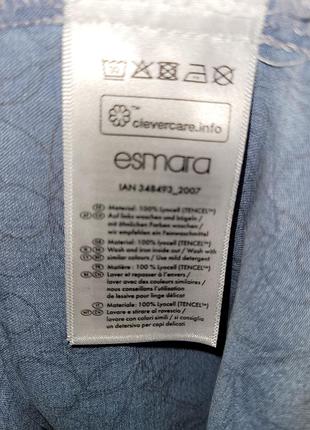 ™ clevercare.info
esmara
IAN 348493_2007
Material: 100% Lyocell (TENCEL™)
Auf links waschen und bügeln /
mit ähnlichen Farben waschen /
wir empfehlen ein Feinwaschmittel
Material: 100% Lyocell (TENCEL™)
Wash and iron inside out / Wash with
similar colours / Use mild detergent
Matière : 100 % Lyocell (TENCEL™)
Laver et repasser à l'envers /
laver avec des couleurs similaires /
nous conseillons l'utilisation
de lessive pour linge délicat
Materiale: 100% Lyocell (TENCEL™)
Lavare e stirare al rovescio /
lavare con colori simili / si consiglia
un detersivo per capi delicati